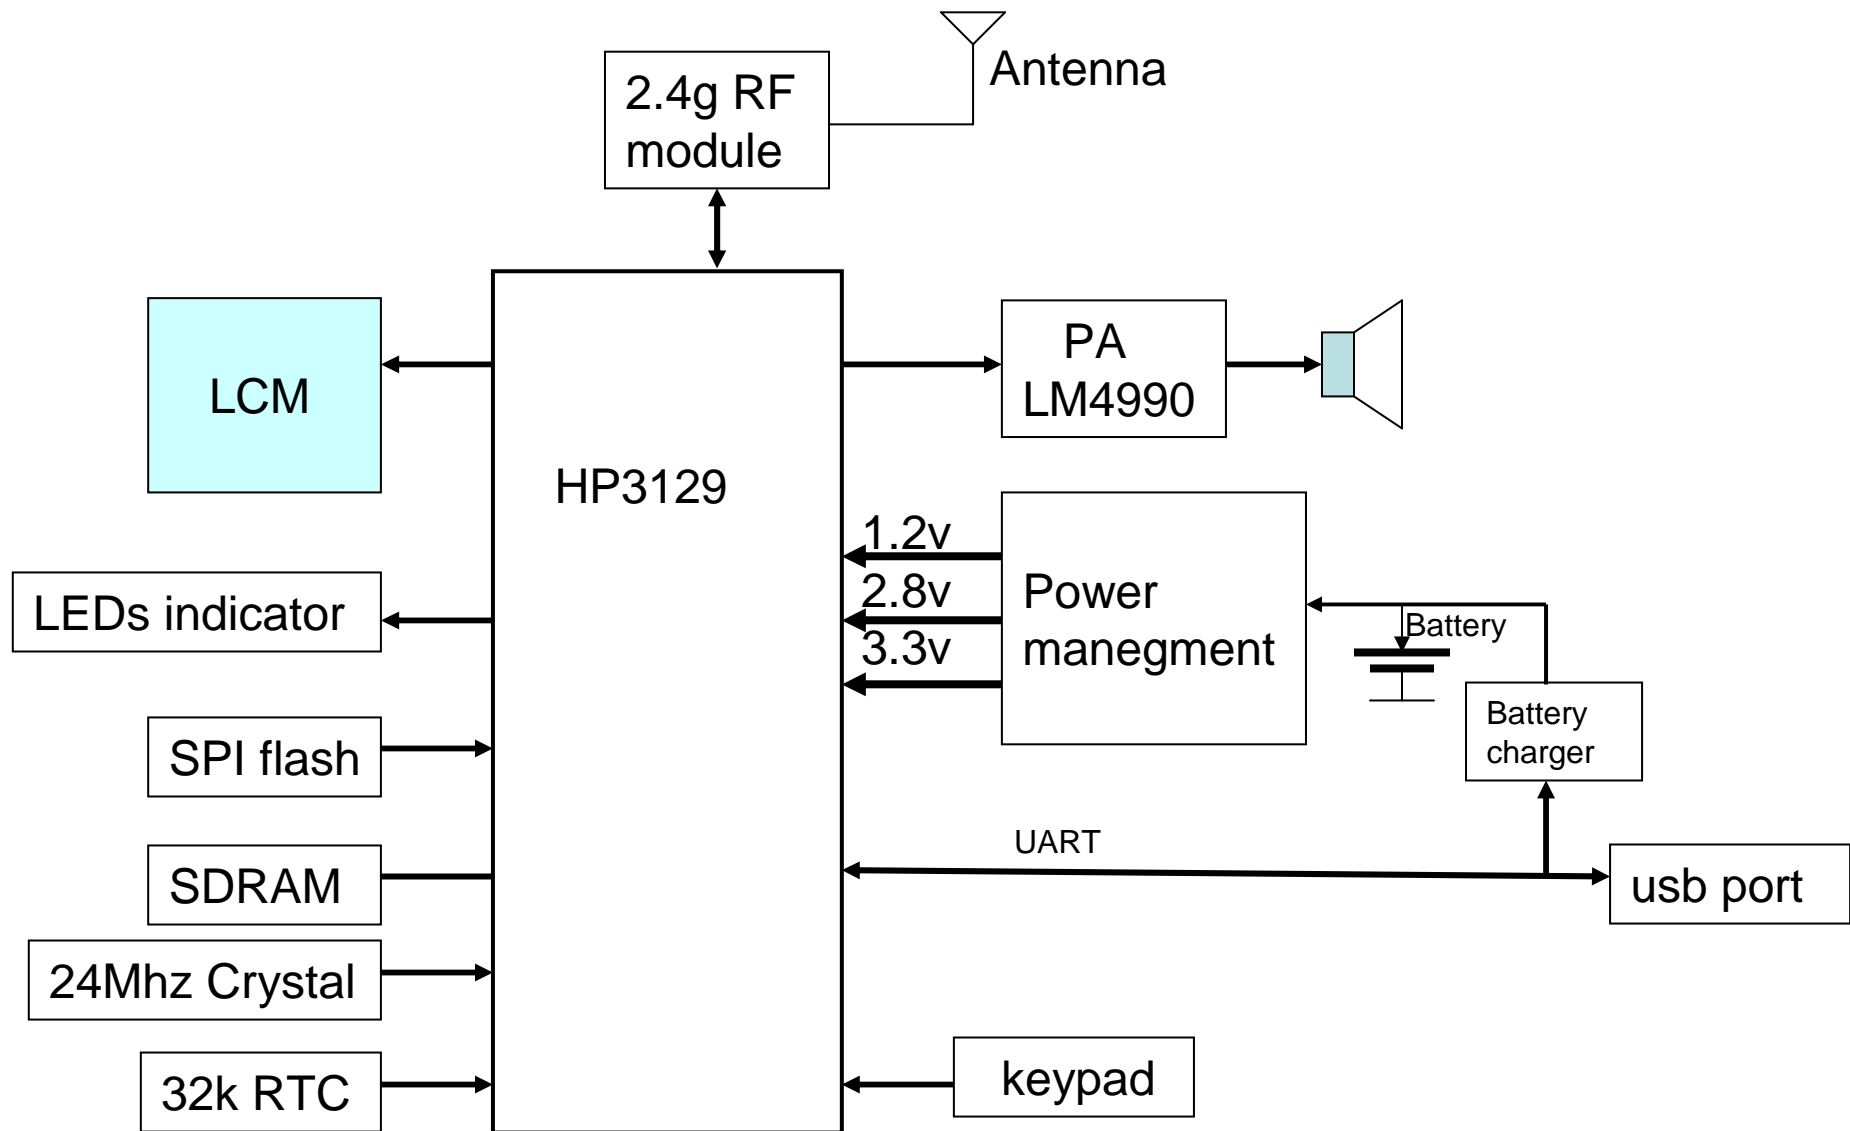 Antenna
2.4g RF
module
PA
LM4990
LCM
HP3129
1.2v
2.8v
3.3v
Power
manegment
Battery
Battery
charger
LEDs indicator
SPI flash
SDRAM
UART
usb port
24Mhz Crystal
32k RTC
keypad